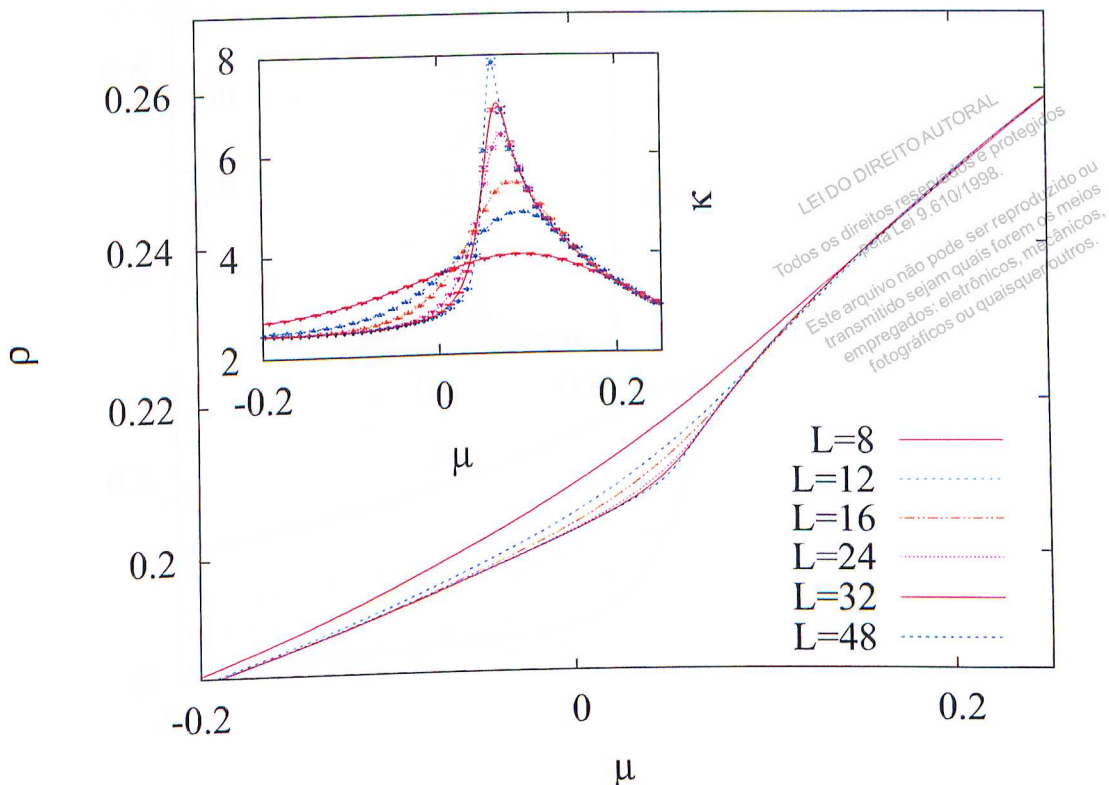 8
6
4
2
-0.2
0
0.2
μ
κ
0.26
0.24
0.22
0.2
ρ
-0.2
0
0.2
μ
L=8
L=12
L=16
L=24
L=32
L=48
LEI DO DIREITO AUTORAL
Todos os direitos reservados e protegidos
pela Lei 9.610/1998.
Este arquivo não pode ser reproduzido ou
transmitido sejam quais forem os meios
empregados: eletrônicos, mecânicos,
fotográficos ou quaisquer outros.